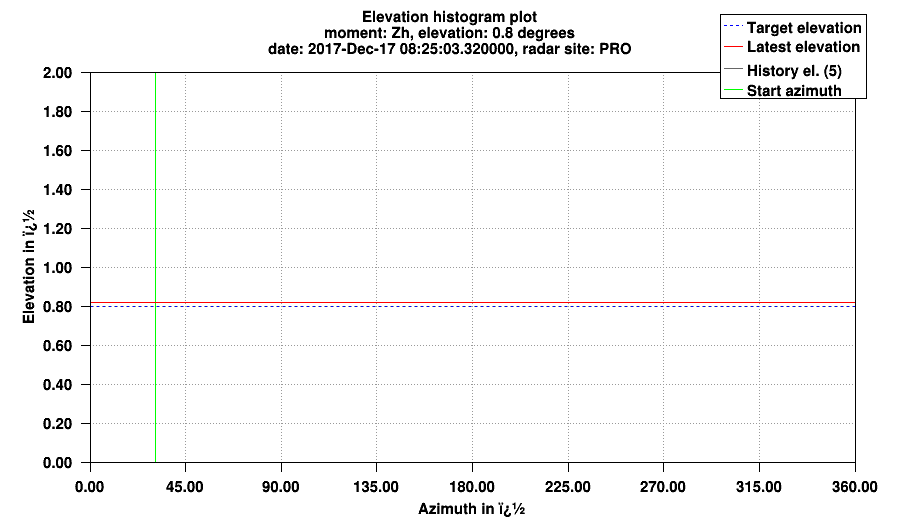 Elevation histogram plot
moment: Zh, elevation: 0.8 degrees
date: 2017-Dec-17 08:25:03.320000, radar site: PRO
Target elevation
Latest elevation
History el. (5)
Start azimuth
2.00
1.80
1.60
1.40
1.20
1.00
0.80
0.60
0.40
0.20
0.00
Elevation in ï¿½
0.00 45.00 90.00 135.00 180.00 225.00 270.00 315.00 360.00
Azimuth in ï¿½